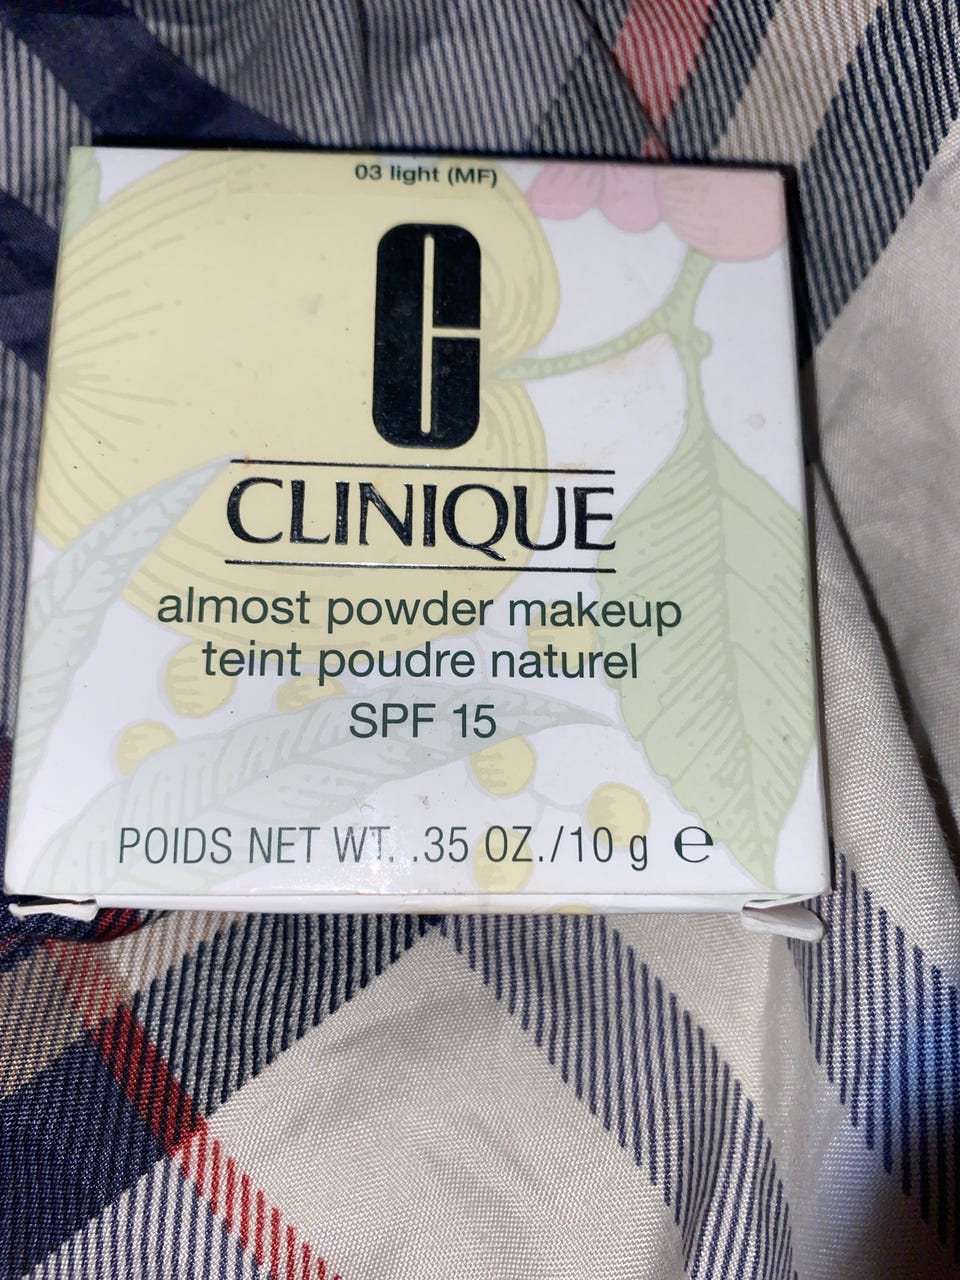 03 light (MF)
C
CLINIQUE
almost powder makeup
teint poudre naturel
SPF 15
POIDS NET WT. .35 OZ./10 g ℮